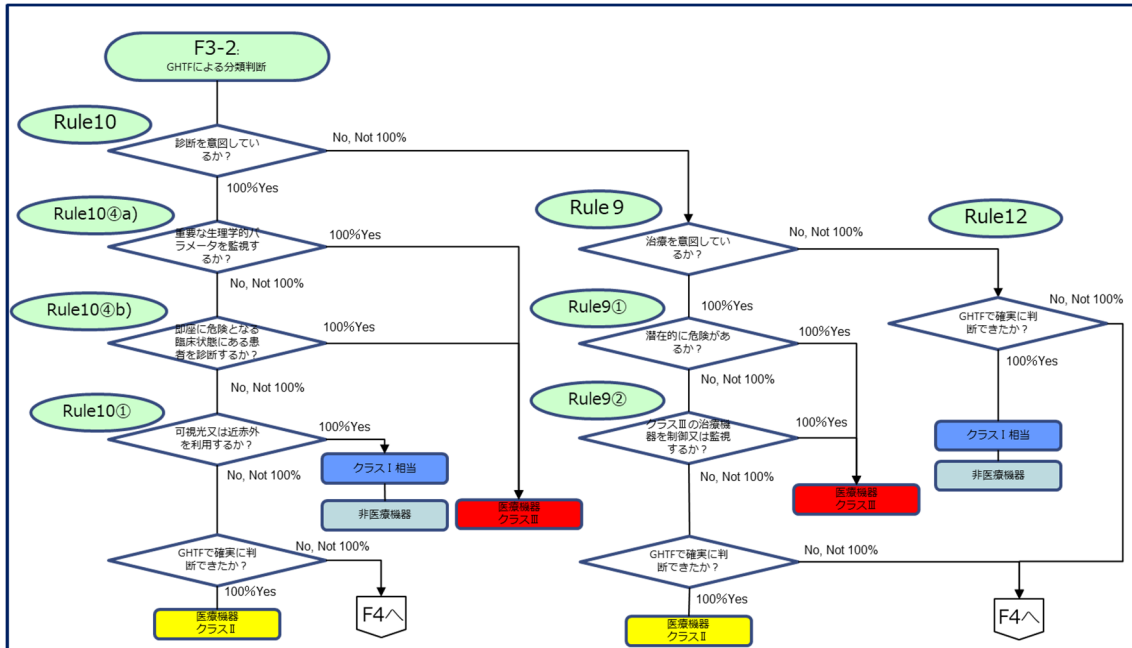 F3-2:
GHTFによる分類判断
Rule10
診断を意図してい
るか？
No, Not 100%
100%Yes
Rule10④a)
重要な生理学的パ
ラメータを監視す
るか？
100%Yes
No, Not 100%
Rule10④b)
即座に危険となる
臨床状態にある患
者を診断するか？
100%Yes
No, Not 100%
Rule10①
可視光又は近赤外
を利用するか？
100%Yes
No, Not 100%
クラスⅠ相当
非医療機器
医療機器
クラスⅢ
GHTFで確実に判
断できたか？
No, Not 100%
100%Yes
医療機器
クラスⅡ
F4へ
Rule９
治療を意図してい
るか？
No, Not 100%
100%Yes
Rule9①
潜在的に危険があ
るか？
100%Yes
No, Not 100%
Rule9②
クラスⅢの治療機
器を制御又は監視
するか？
100%Yes
No, Not 100%
医療機器
クラスⅢ
GHTFで確実に判
断できたか？
No, Not 100%
100%Yes
医療機器
クラスⅡ
Rule12
GHTFで確実に判
断できたか？
No, Not 100%
100%Yes
クラスⅠ相当
非医療機器
F4へ